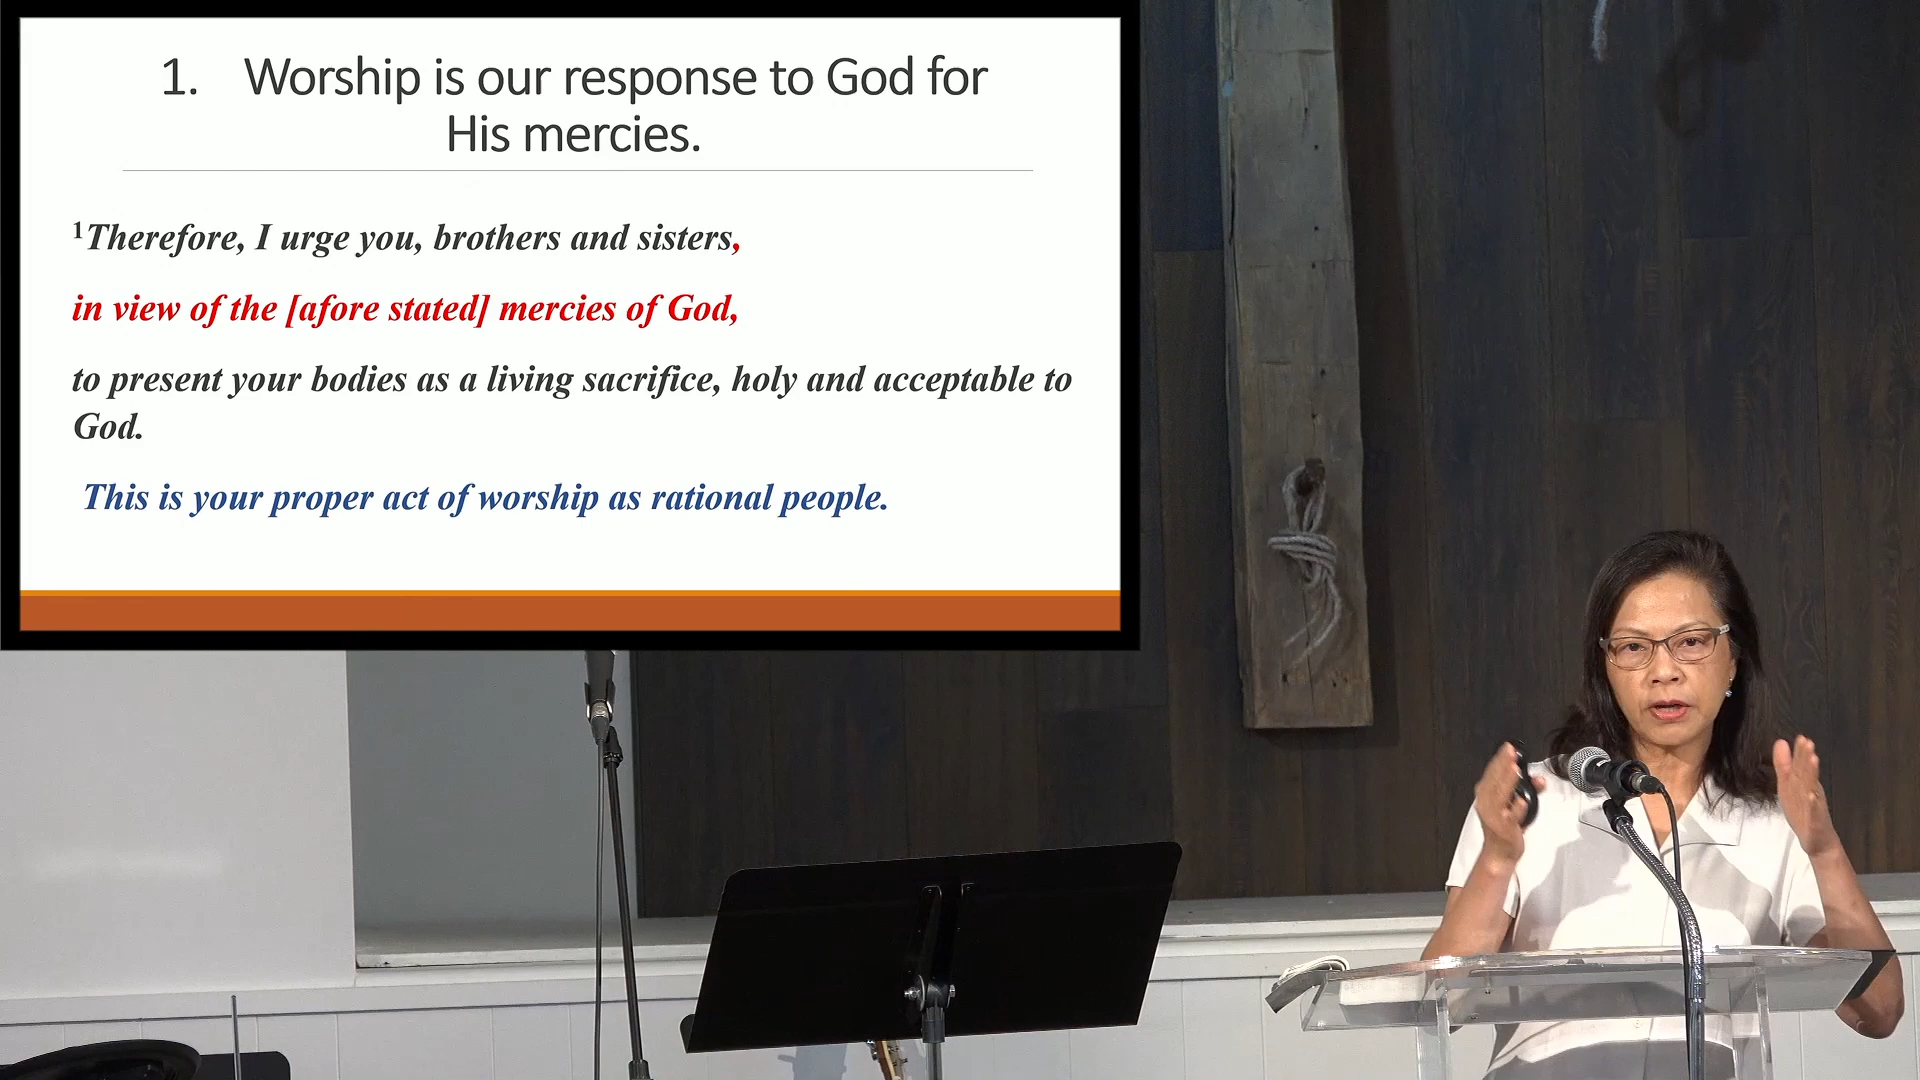 1. Worship is our response to God for
His mercies.
1Therefore, I urge you, brothers and sisters,
in view of the [afore stated] mercies of God,
to present your bodies as a living sacrifice, holy and acceptable to
God.
This is your proper act of worship as rational people.